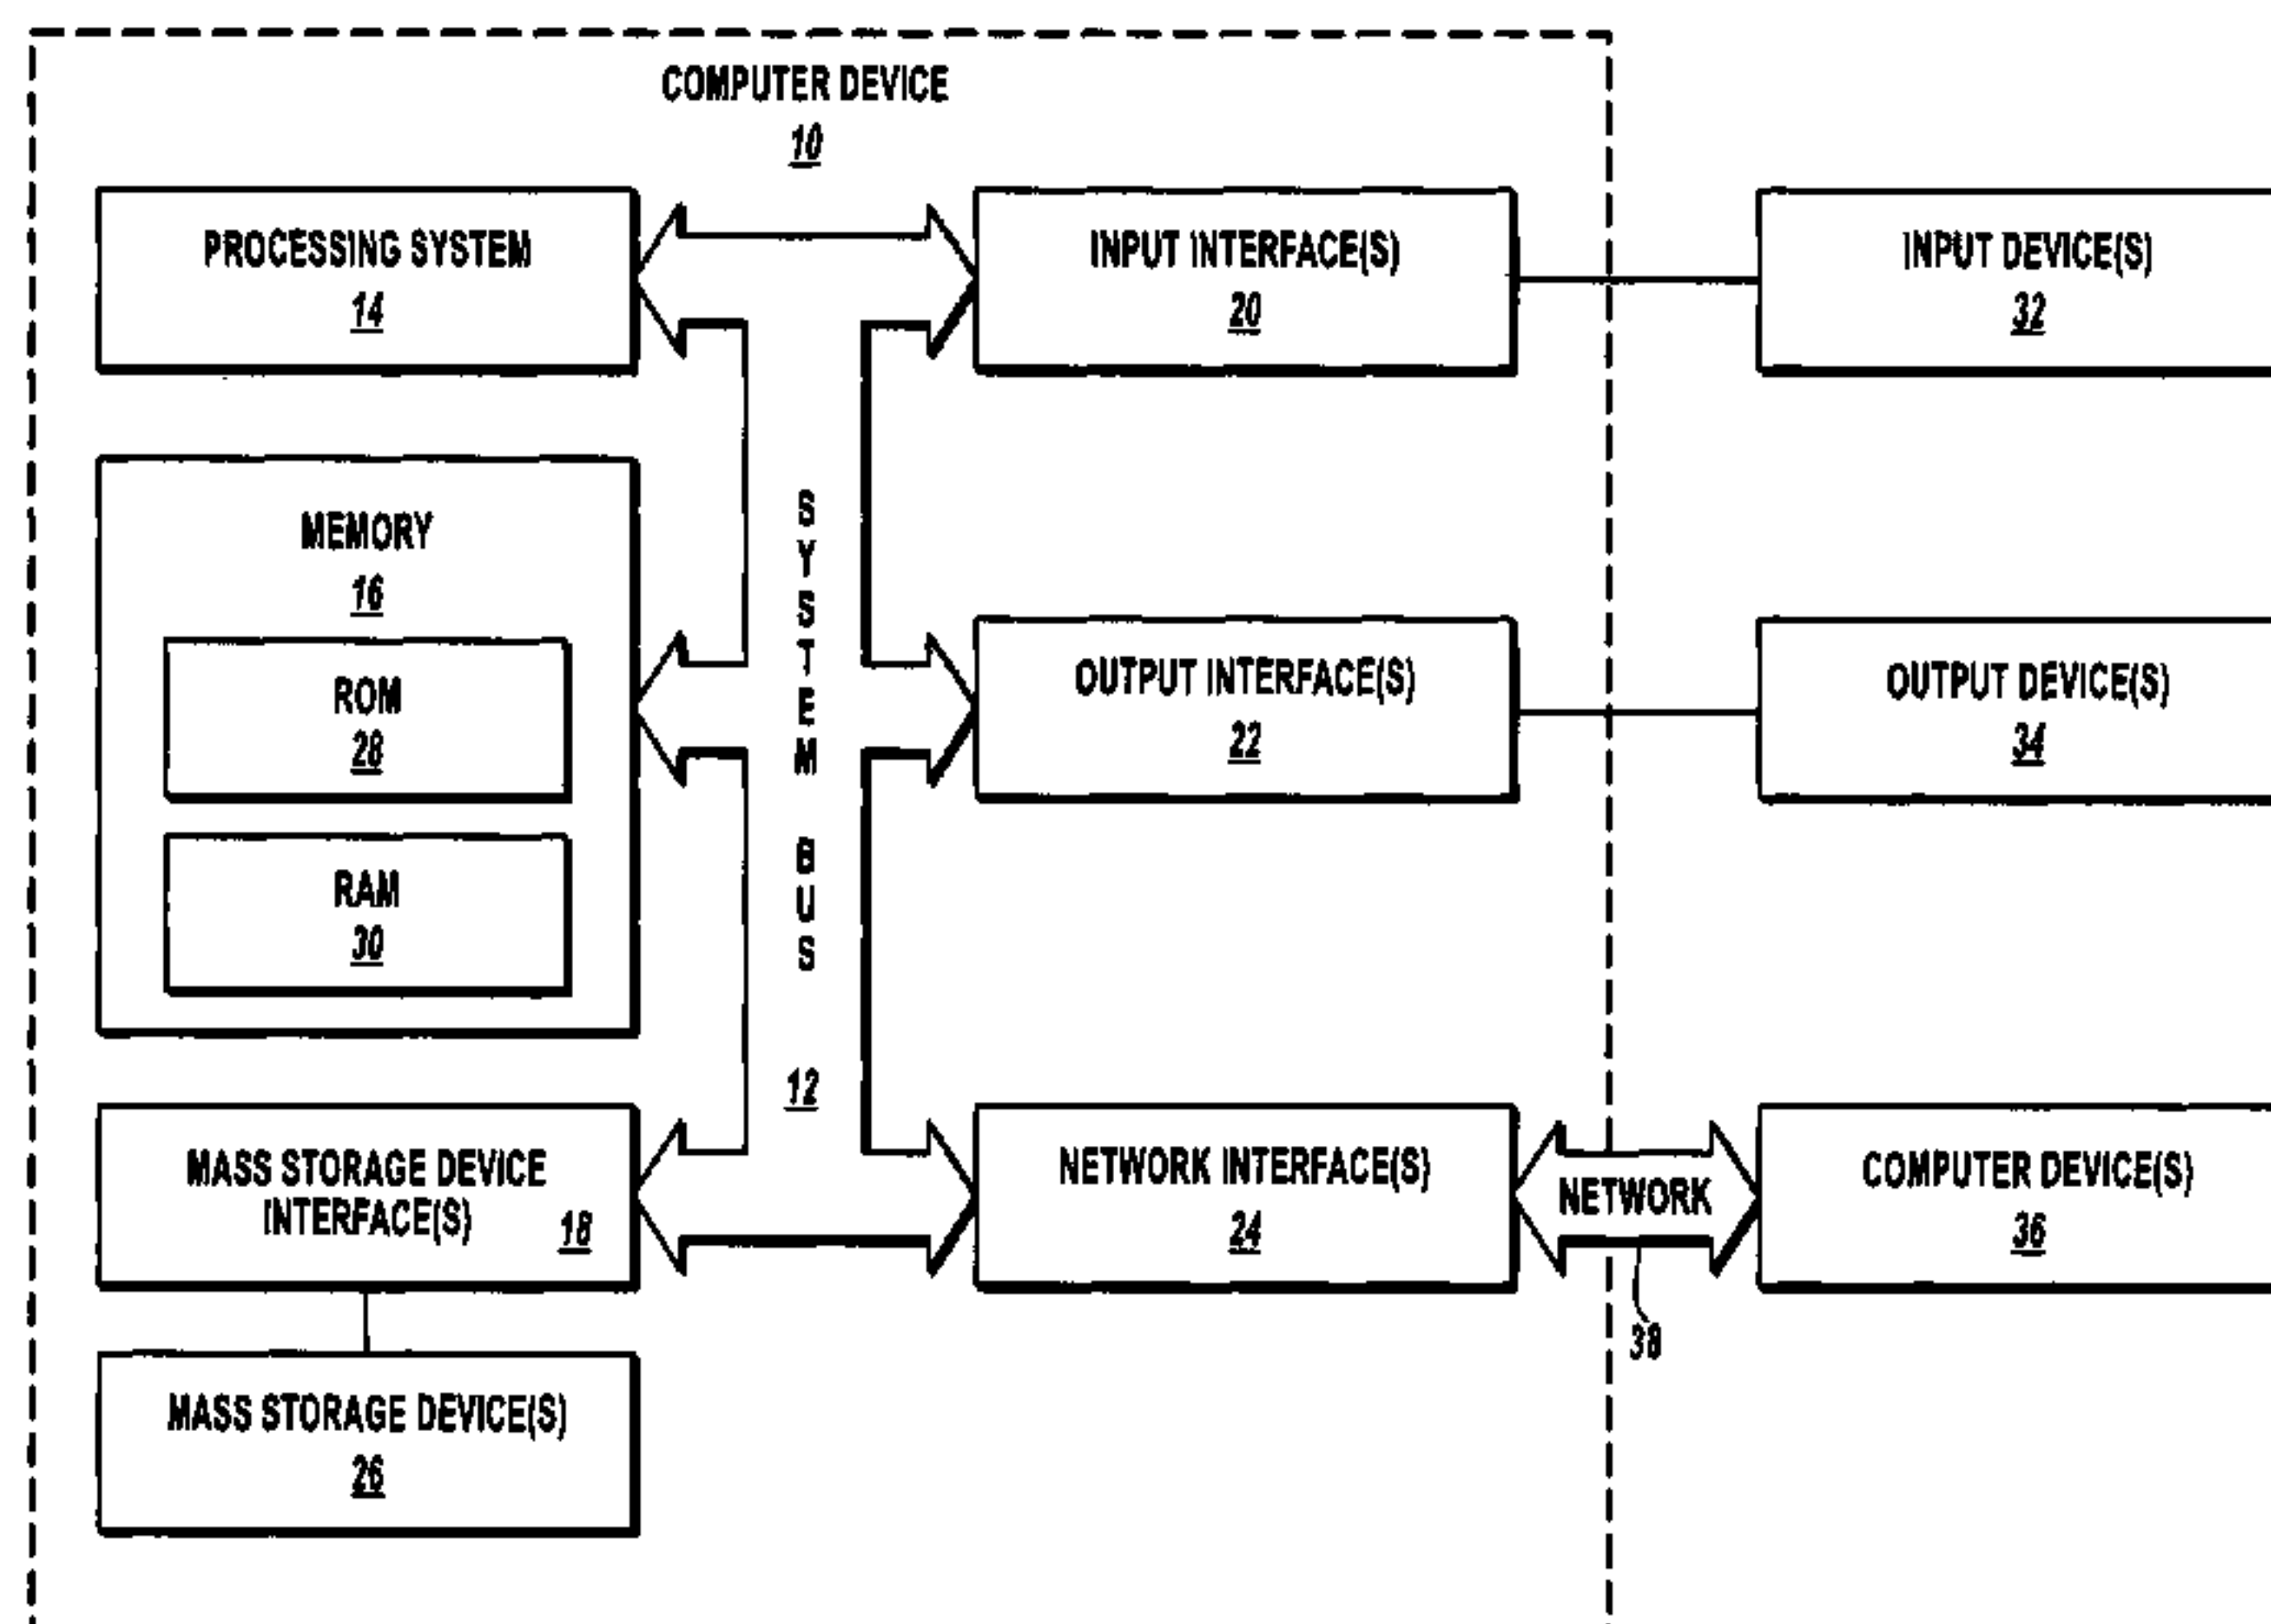 COMPUTER DEVICE
10
PROCESSING SYSTEM
14
INPUT INTERFACE(S)
20
INPUT DEVICE(S)
32
MEMORY
16
ROM
28
RAM
30
SYSTEM BUS
12
OUTPUT INTERFACE(S)
22
OUTPUT DEVICE(S)
34
MASS STORAGE DEVICE
INTERFACE(S)
18
NETWORK INTERFACE(S)
24
NETWORK
38
COMPUTER DEVICE(S)
36
MASS STORAGE DEVICE(S)
26